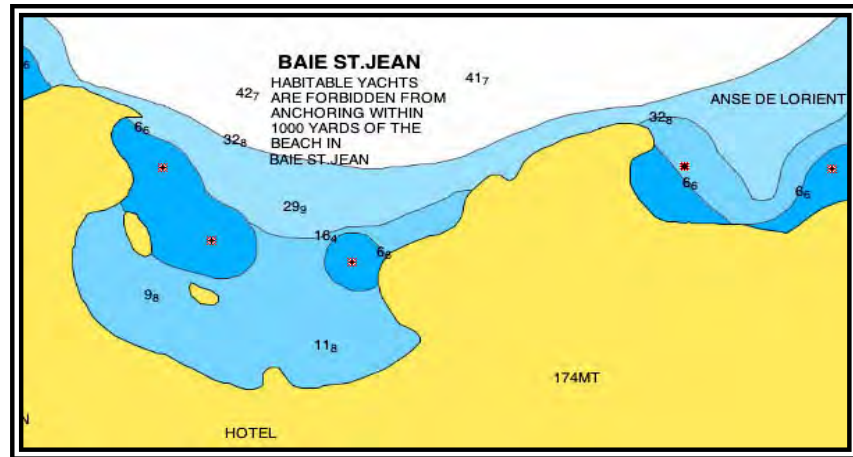 BAIE ST.JEAN
HABITABLE YACHTS
ARE FORBIDDEN FROM
ANCHORING WITHIN
1000 YARDS OF THE
BEACH IN
BAIE ST.JEAN
42₇
41₇
ANSE DE LORIENT
6₆
32₈
32₈
6₆
6₆
29₉
16₄
6₆
9₈
11₈
174MT
HOTEL